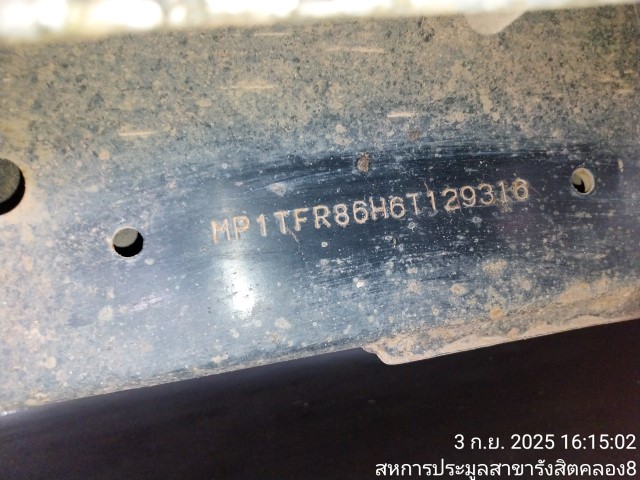 MP1TFR86H6T129316
3 ก.ย. 2025 16:15:02
สหการประมูลสาขารังสิตคลอง8